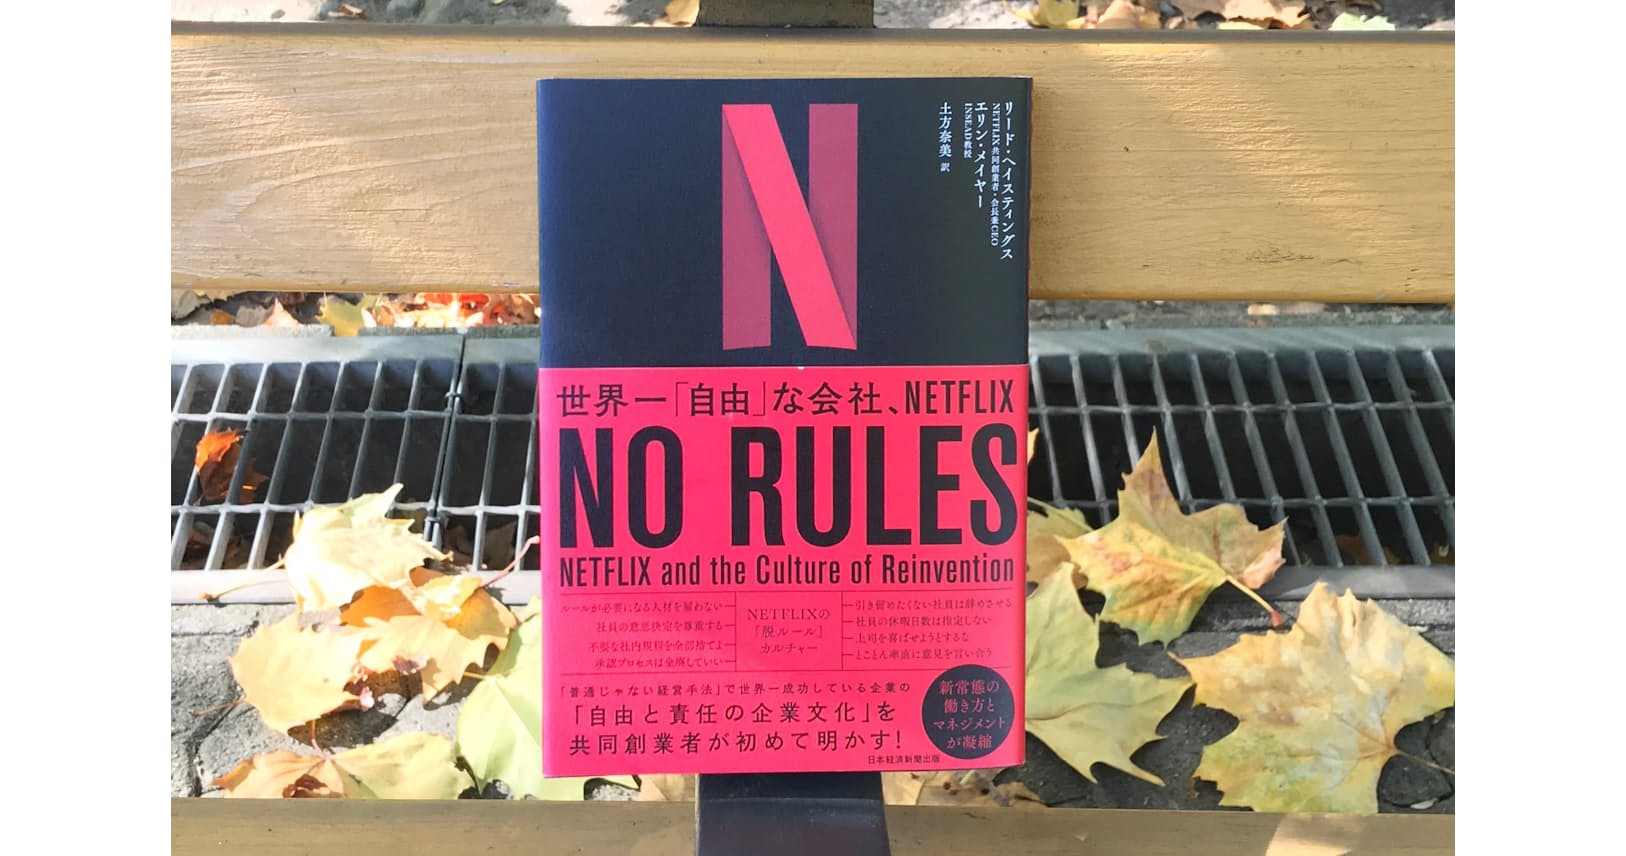 リード・ヘイスティングス
NETFLIX共同創業者・会長兼CEO
エリン・メイヤー
INSEAD教授
土方奈美 訳
N
世界一「自由」な会社、NETFLIX
NO RULES
NETFLIX and the Culture of Reinvention
ルールが必要になる人材を雇わない
社員の意思決定を尊重する
不要な社内規程を全部捨てよ
承認プロセスは全廃していい
NETFLIXの
「脱ルール」
カルチャー
引き留めたくない社員は辞めさせる
社員の休暇日数は指定しない
上司を喜ばせようとするな
とことん率直に意見を言い合う
「普通じゃない経営手法」で世界一成功している企業の
「自由と責任の企業文化」を
共同創業者が初めて明かす!
新常態の
働き方と
マネジメント
が凝縮
日本経済新聞出版